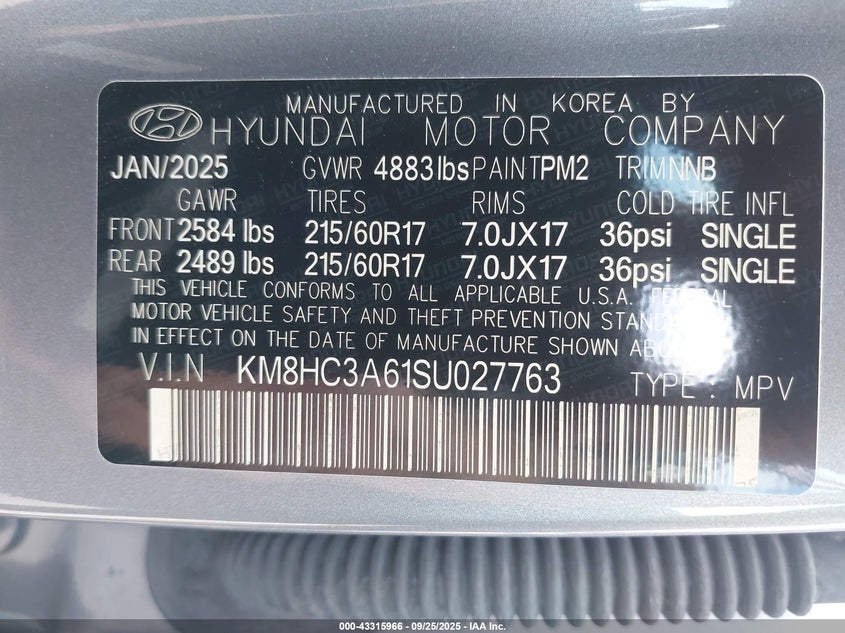 MANUFACTURED IN KOREA BY
HYUNDAI MOTOR COMPANY
JAN/2025 GVWR 4883lbs PAINT PM2 TRIM NNB
GAWR TIRES RIMS COLD TIRE INFL
FRONT 2584 lbs 215/60R17 7.0JX17 36psi SINGLE
REAR 2489 lbs 215/60R17 7.0JX17 36psi SINGLE
THIS VEHICLE CONFORMS TO ALL APPLICABLE U.S.A. FEDERAL
MOTOR VEHICLE SAFETY AND THEFT PREVENTION
IN EFFECT ON THE DATE OF MANUFACTURE SHOWN
V.I.N KM8HC3A61SU027763 TYPE : MPV
000-43315966 - 09/25/2025 - IAA Inc.